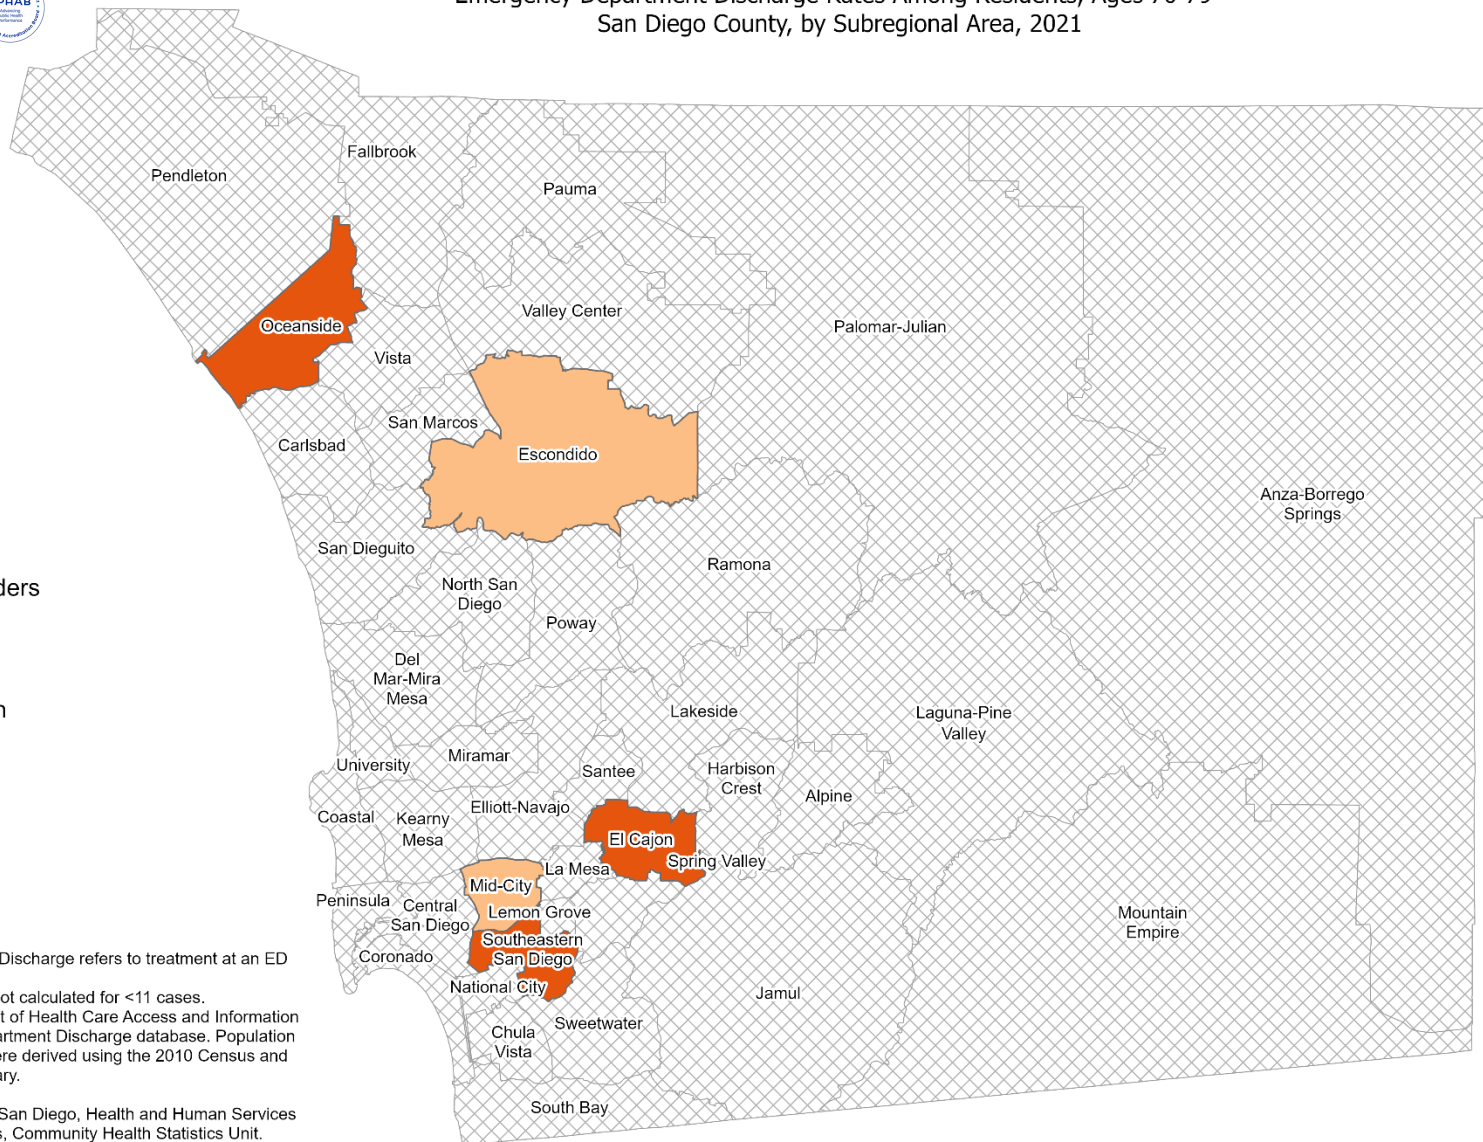 PHAB
Advancing
Public Health
Performance
San Diego County, by Subregional Area, 2021
Fallbrook
Pendleton
Pauma
Valley Center
Oceanside
Palomar-Julian
Vista
San Marcos
Carlsbad
Escondido
Anza-Borrego
Springs
San Dieguito
Ramona
North San
Diego
ders
Poway
Del
Mar-Mira
Mesa
n
Lakeside
Laguna-Pine
Valley
Miramar
University
Santee
Harbison
Crest
Alpine
Elliott-Navajo
Coastal
Kearny
Mesa
El Cajon
Spring Valley
La Mesa
Mid-City
Peninsula
Central
San Diego
Lemon Grove
Mountain
Empire
Southeastern
San Diego
Coronado
National City
Jamul
Sweetwater
Chula
Vista
South Bay
Discharge refers to treatment at an ED
ot calculated for <11 cases.
t of Health Care Access and Information
artment Discharge database. Population
ere derived using the 2010 Census and
ary.
San Diego, Health and Human Services
s, Community Health Statistics Unit.